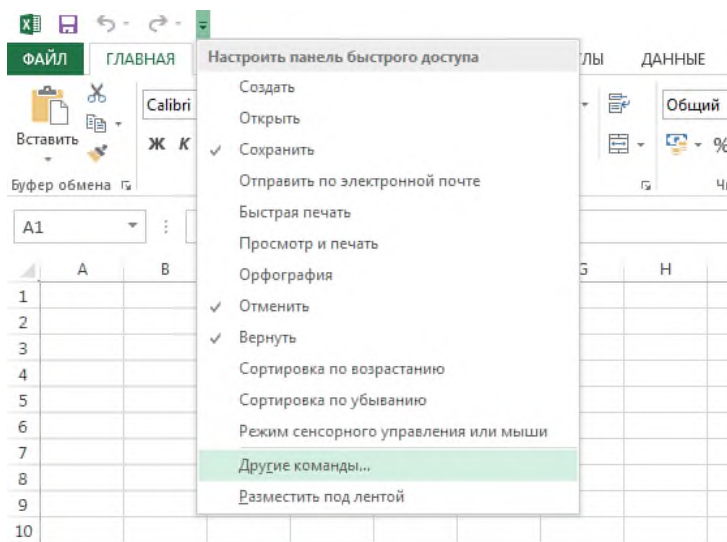 ФАЙЛ ГЛАВНАЯ ДАННЫЕ
Настроить панель быстрого доступа
Создать
Открыть
Сохранить
Отправить по электронной почте
Быстрая печать
Просмотр и печать
Орфография
Отменить
Вернуть
Сортировка по возрастанию
Сортировка по убыванию
Режим сенсорного управления или мыши
Другие команды...
Разместить под лентой
Вставить
Calibri
Ж К
Общий
%
Буфер обмена
A1
A B G H
1
2
3
4
5
6
7
8
9
10